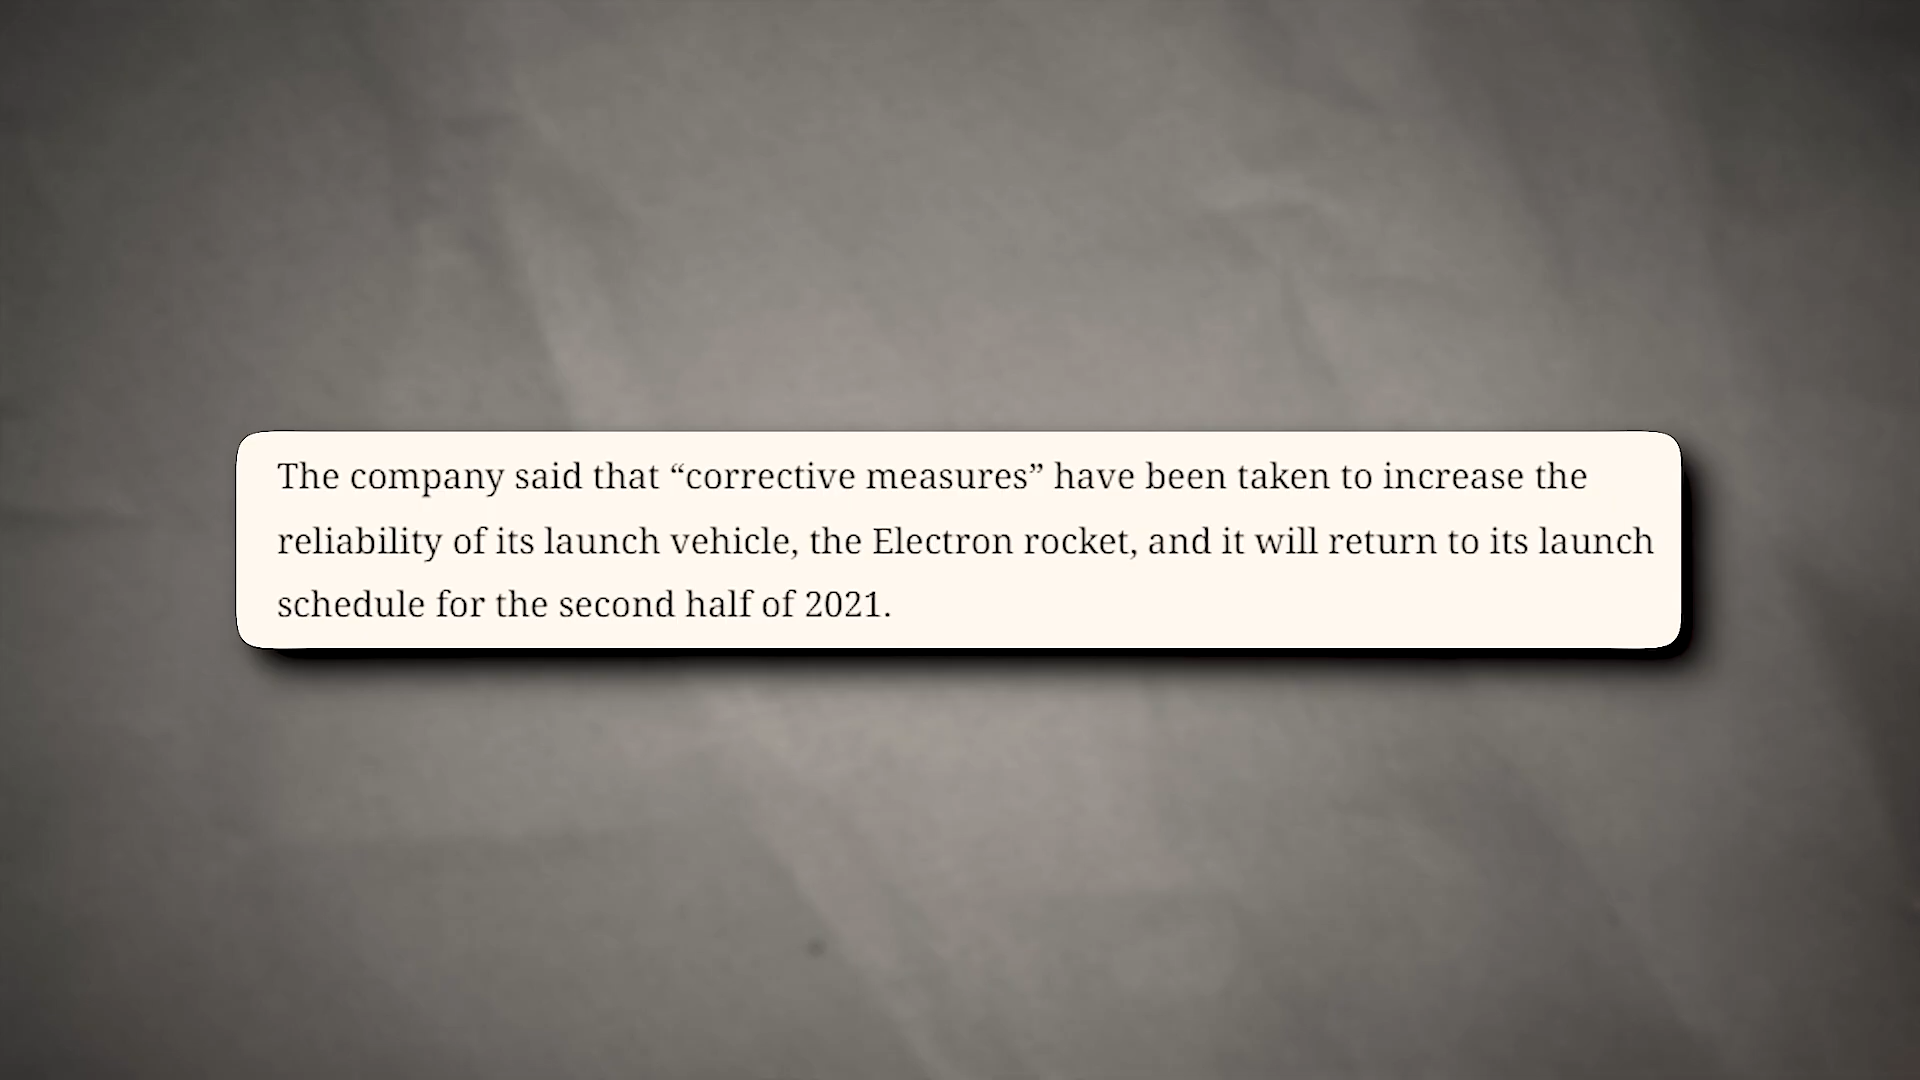 The company said that “corrective measures” have been taken to increase the
reliability of its launch vehicle, the Electron rocket, and it will return to its launch
schedule for the second half of 2021.